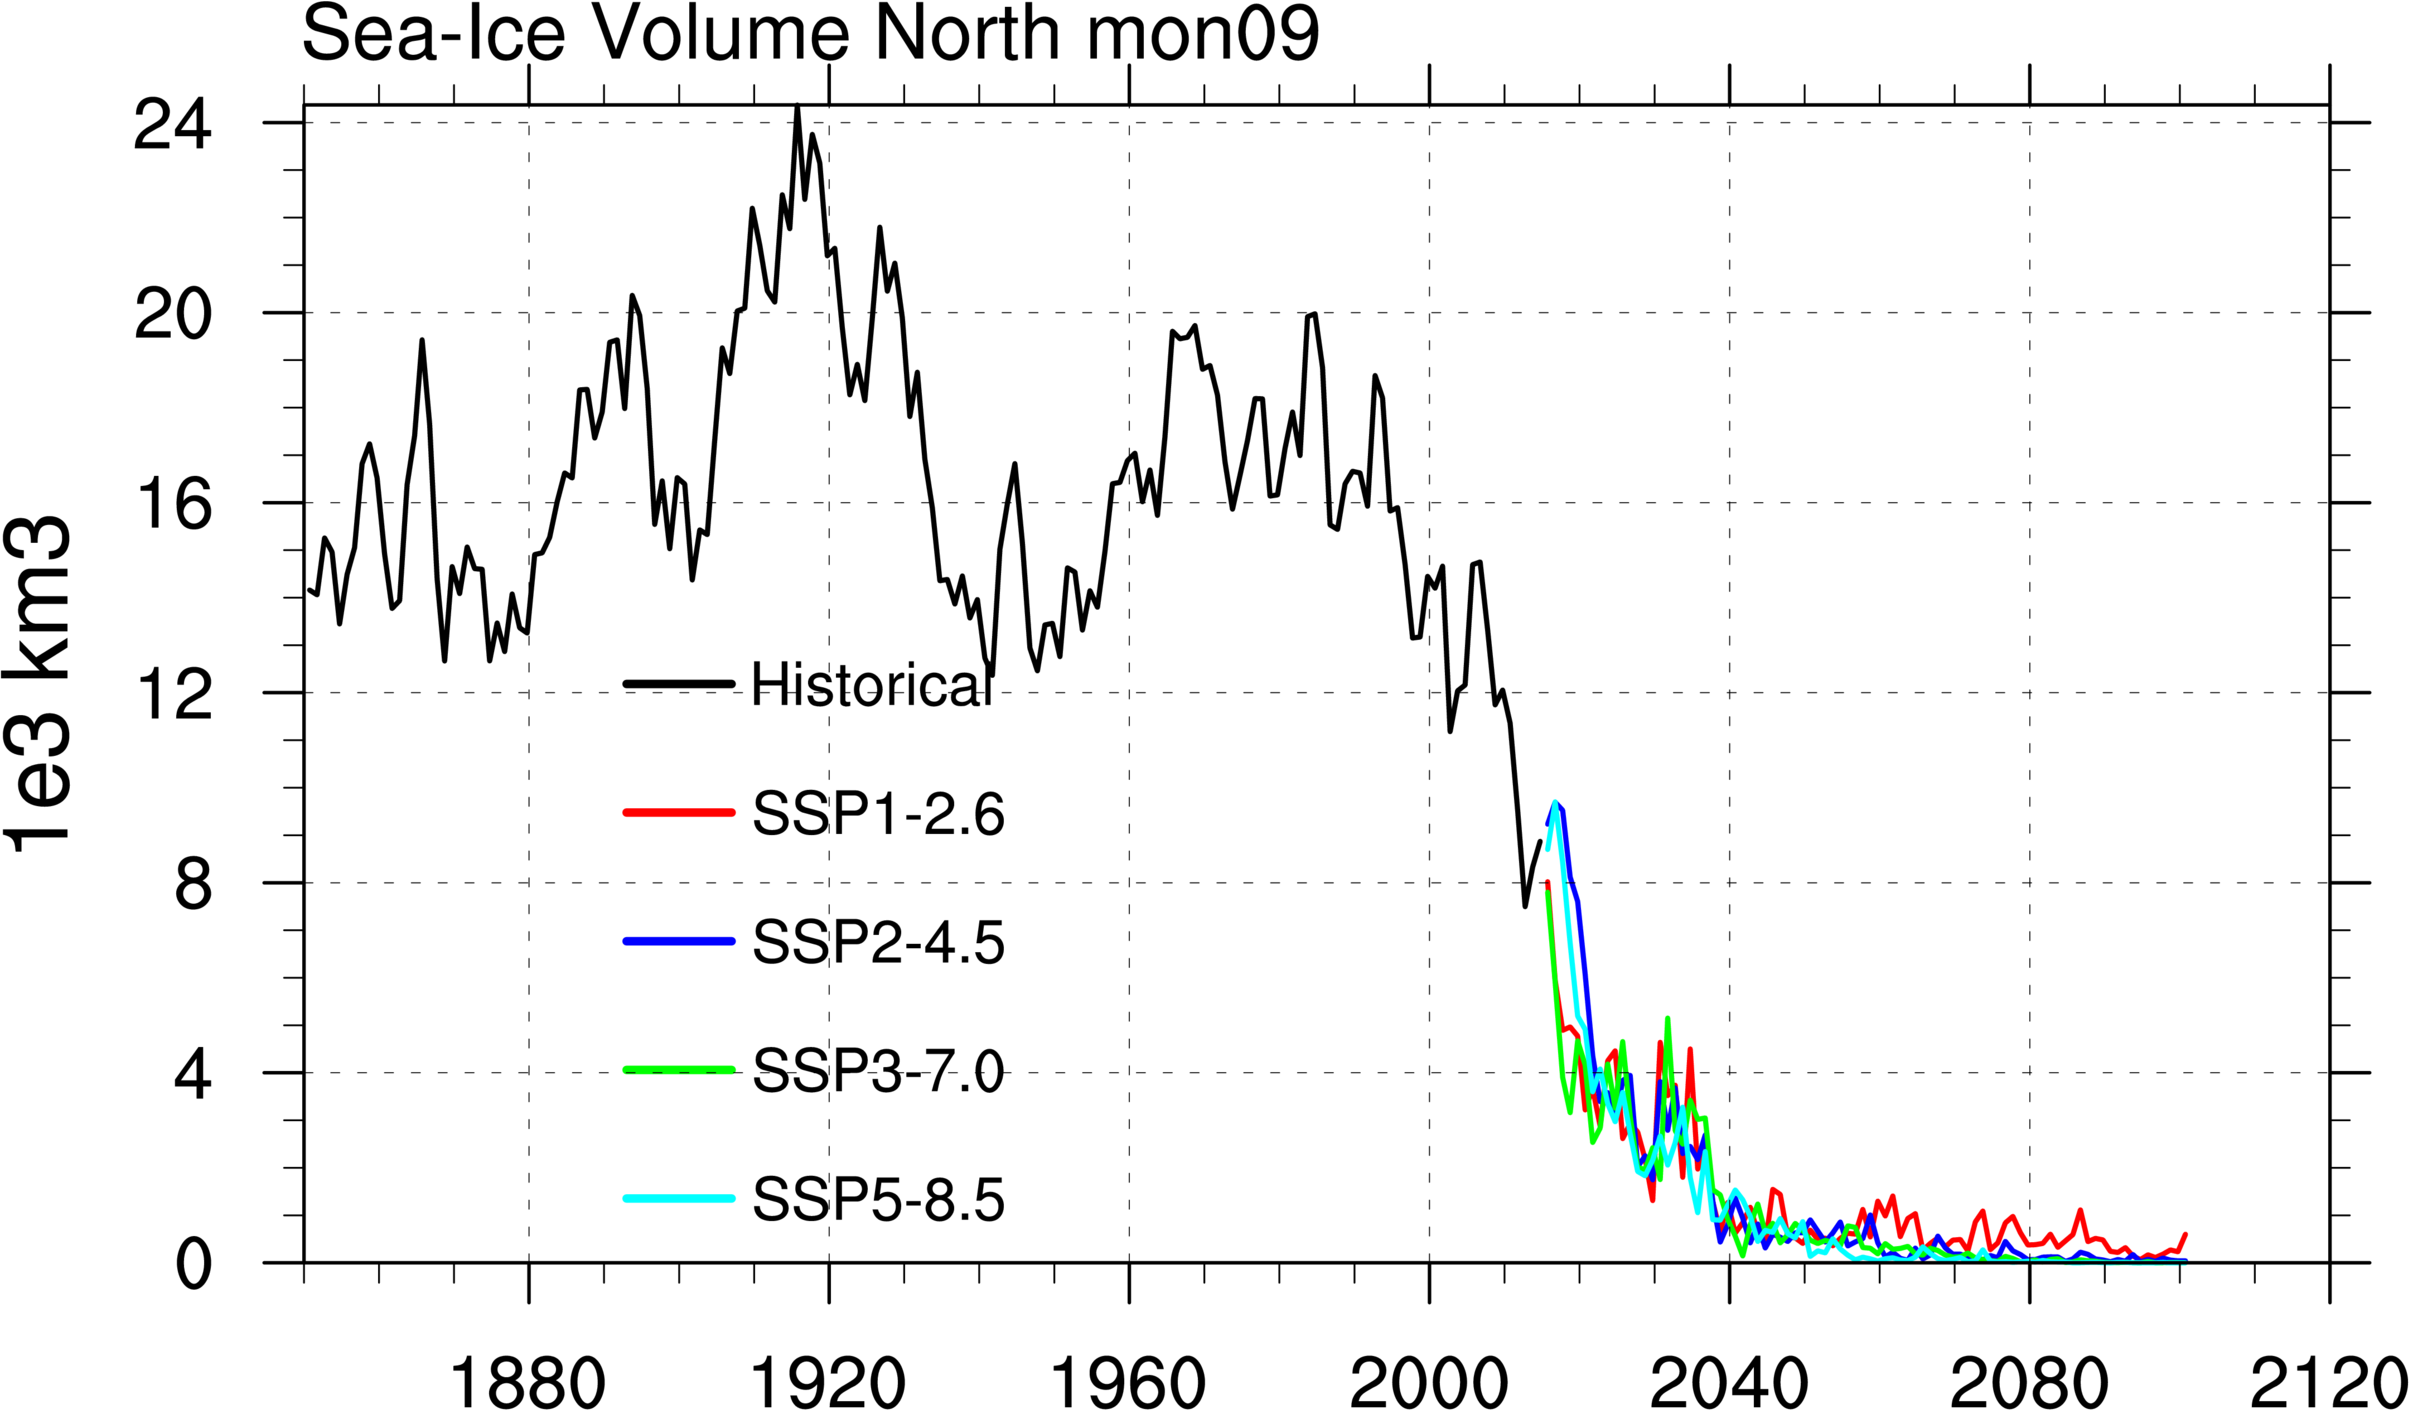 Sea-Ice Volume North mon09
1e3 km3
24
20
16
12
8
4
0
Historical
SSP1-2.6
SSP2-4.5
SSP3-7.0
SSP5-8.5
1880 1920 1960 2000 2040 2080 2120